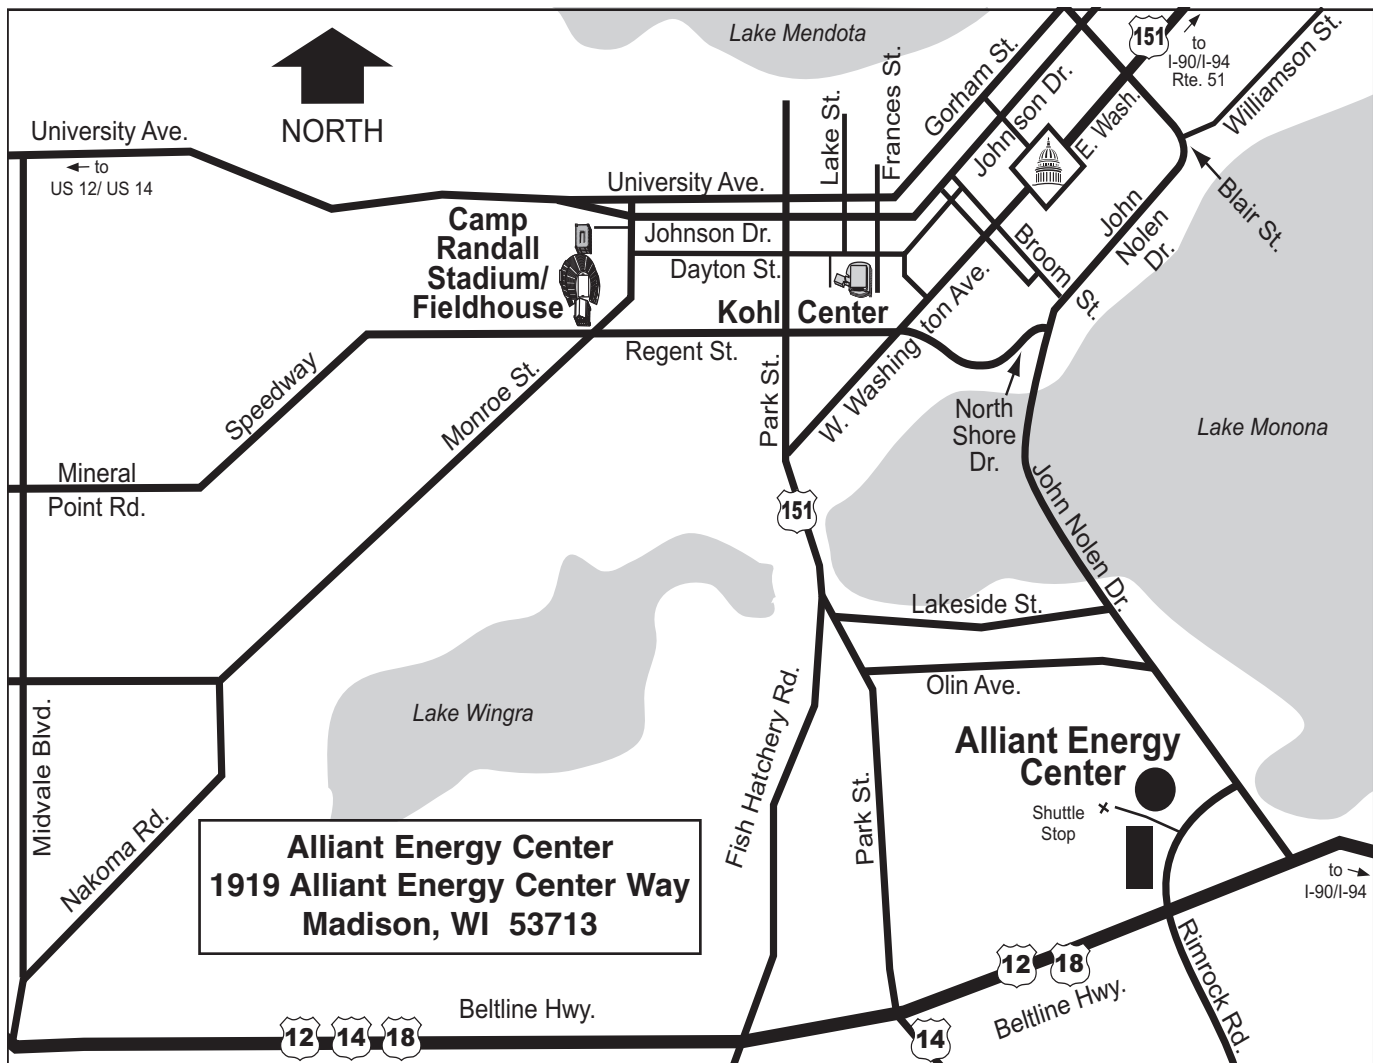 Lake Mendota
151
to
I-90/I-94
Rte. 51
Williamson St.
Gorham St.
Johnson Dr.
E. Wash.
Frances St.
Lake St.
NORTH
University Ave.
to
US 12/ US 14
University Ave.
Johnson Dr.
Dayton St.
Camp
Randall
Stadium/
Fieldhouse
Kohl Center
Regent St.
Park St.
W. Washington Ave.
Broom St.
John
Nolen
Dr.
Blair St.
Speedway
Monroe St.
North
Shore
Dr.
Lake Monona
Mineral
Point Rd.
151
John Nolen Dr.
Lakeside St.
Olin Ave.
Lake Wingra
Fish Hatchery Rd.
Park St.
Midvale Blvd.
Nakoma Rd.
Alliant Energy
Center
Shuttle
Stop
Alliant Energy Center
1919 Alliant Energy Center Way
Madison, WI 53713
to
I-90/I-94
12
18
Beltline Hwy.
Rimrock Rd.
Beltline Hwy.
12
14
18
14